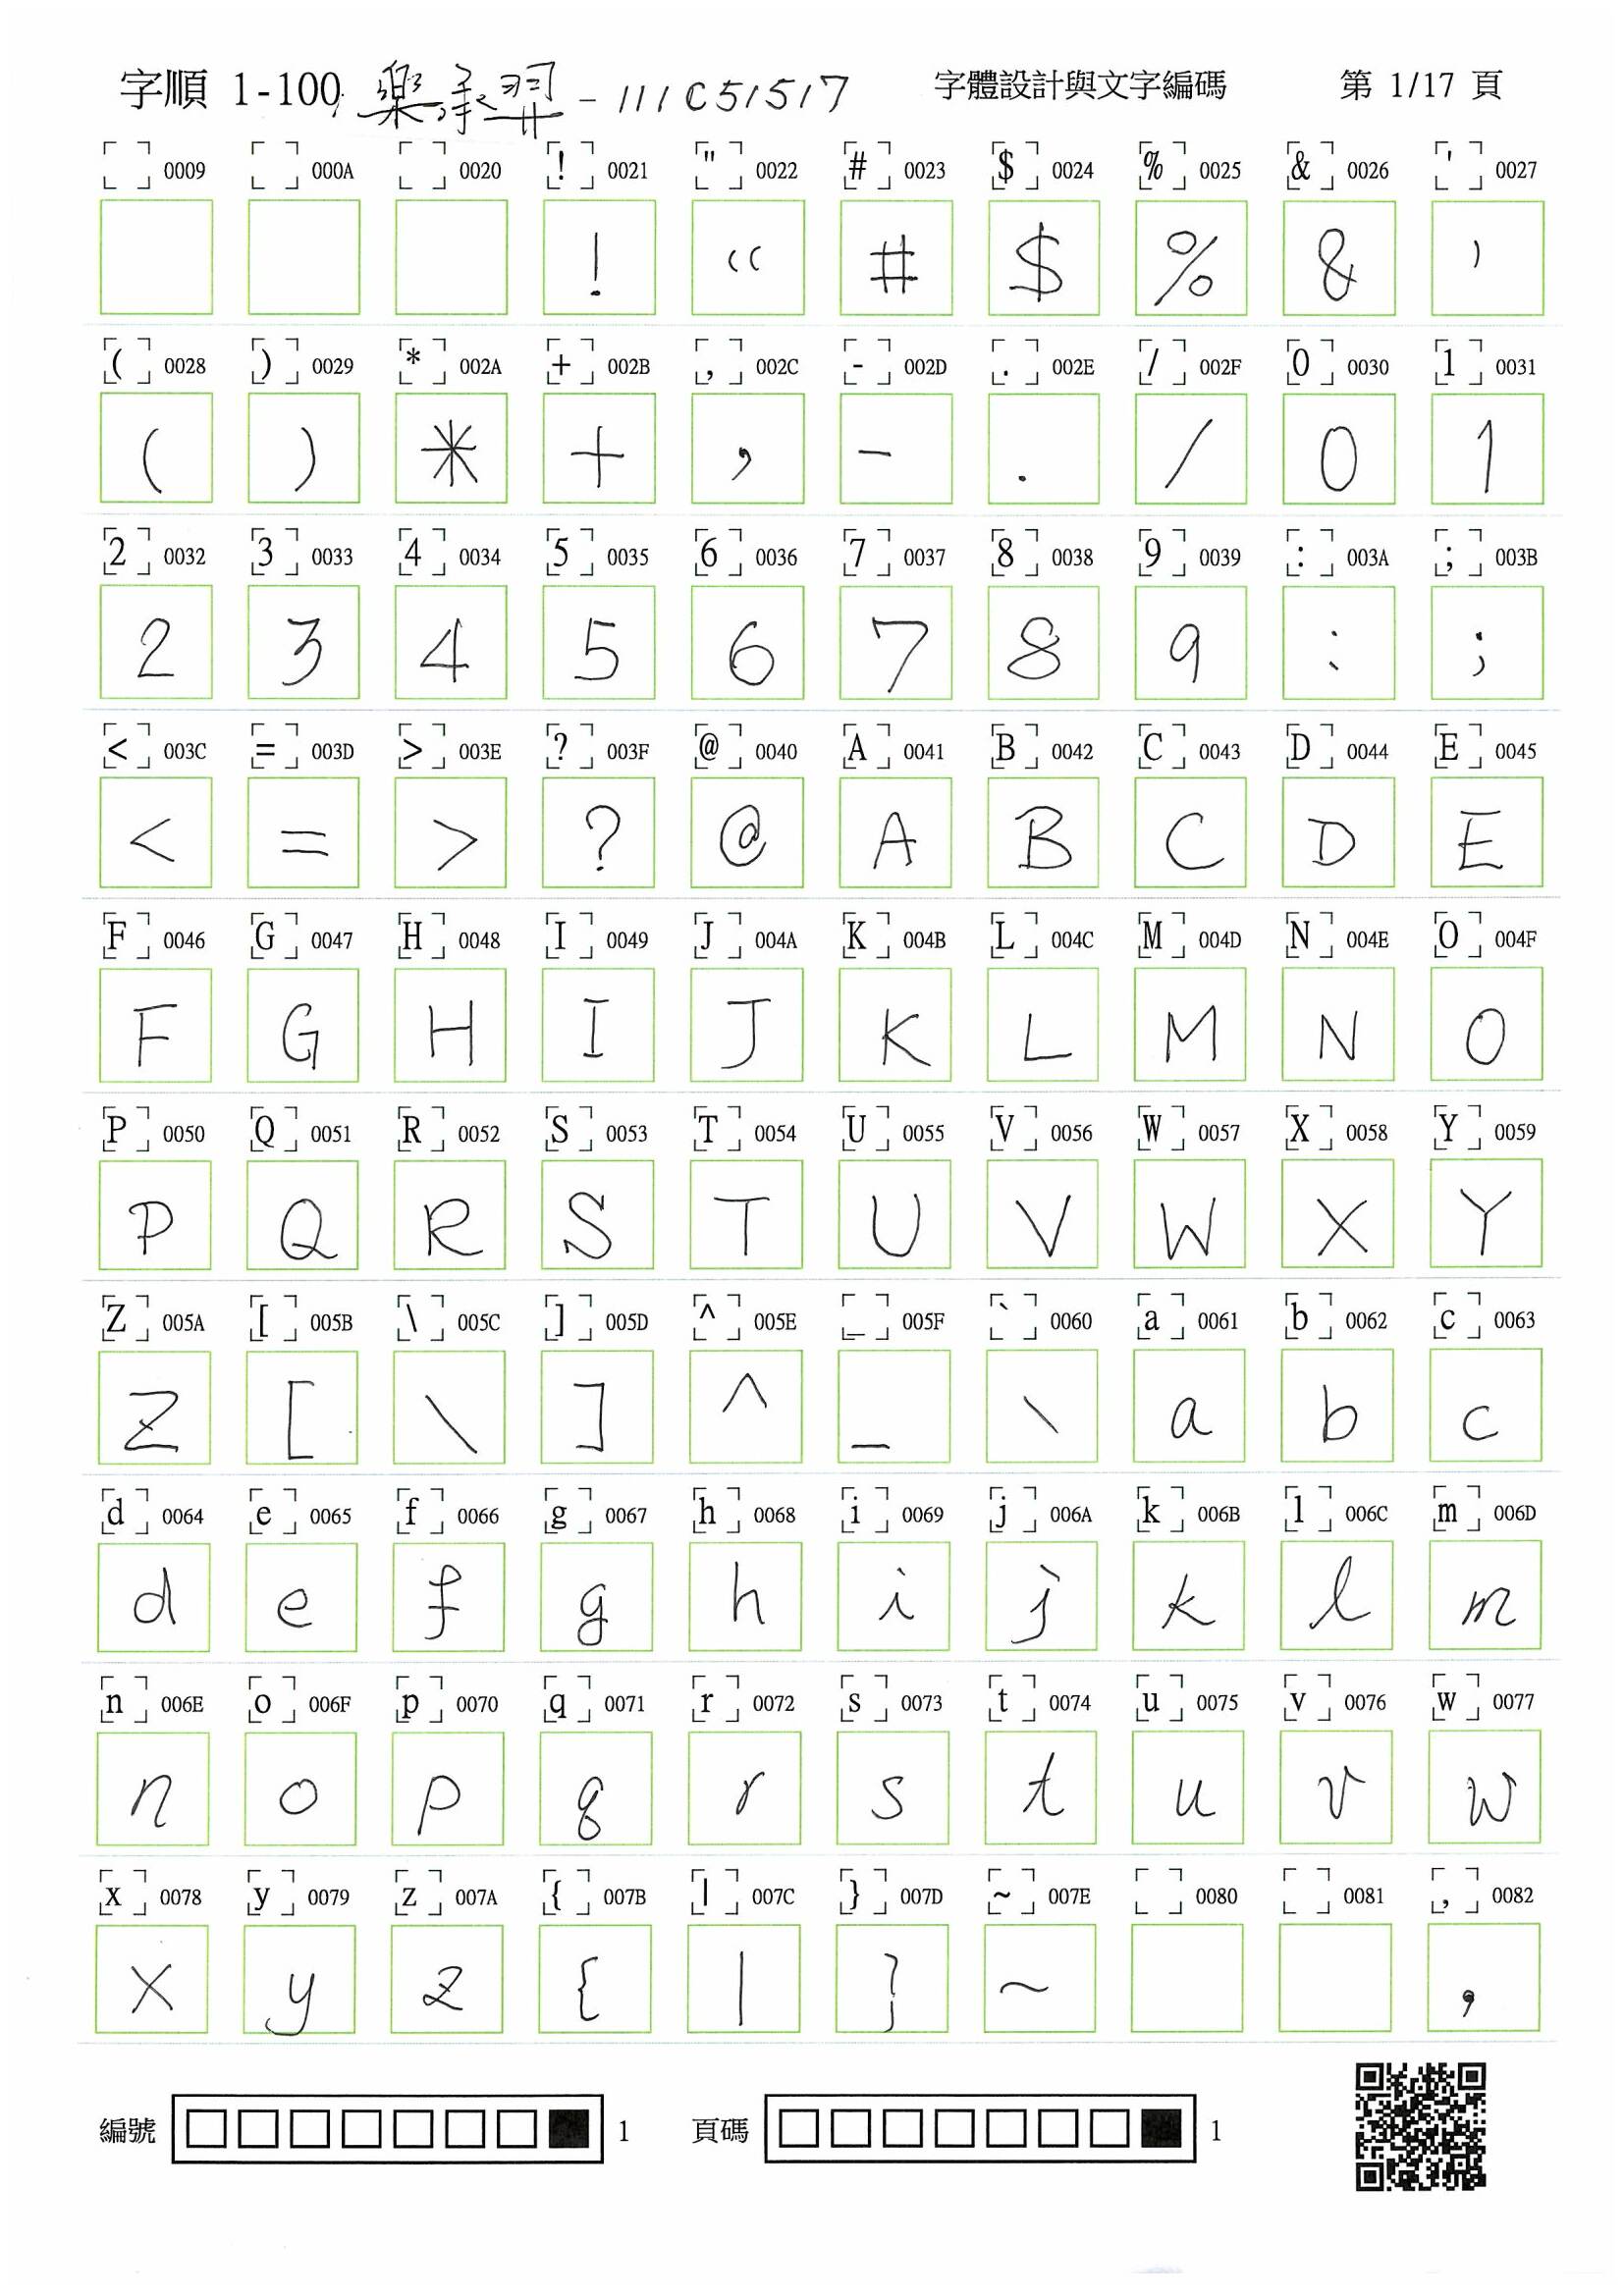 字順 1-100, 樂承羿-111C51517 字體設計與文字編碼 第 1/17 頁
0009 000A 0020 ! 0021 " 0022 # 0023 $ 0024 % 0025 & 0026 ' 0027
! “ # $ % & '
( 0028 ) 0029 * 002A + 002B , 002C - 002D . 002E / 002F 0 0030 1 0031
( ) * + , - . / 0 1
2 0032 3 0033 4 0034 5 0035 6 0036 7 0037 8 0038 9 0039 : 003A ; 003B
2 3 4 5 6 7 8 9 : ;
< 003C = 003D > 003E ? 003F @ 0040 A 0041 B 0042 C 0043 D 0044 E 0045
< = > ? @ A B C D E
F 0046 G 0047 H 0048 I 0049 J 004A K 004B L 004C M 004D N 004E O 004F
F G H I J K L M N O
P 0050 Q 0051 R 0052 S 0053 T 0054 U 0055 V 0056 W 0057 X 0058 Y 0059
P Q R S T U V W X Y
Z 005A [ 005B \ 005C ] 005D ^ 005E _ 005F ` 0060 a 0061 b 0062 c 0063
Z [ \ ] ^ _ ` a b c
d 0064 e 0065 f 0066 g 0067 h 0068 i 0069 j 006A k 006B l 006C m 006D
d e f g h i j k l m
n 006E o 006F p 0070 q 0071 r 0072 s 0073 t 0074 u 0075 v 0076 w 0077
n o p q r s t u v w
x 0078 y 0079 z 007A { 007B | 007C } 007D ~ 007E 0080 0081 , 0082
x y z { | } ~ ,
編號 1 頁碼 1